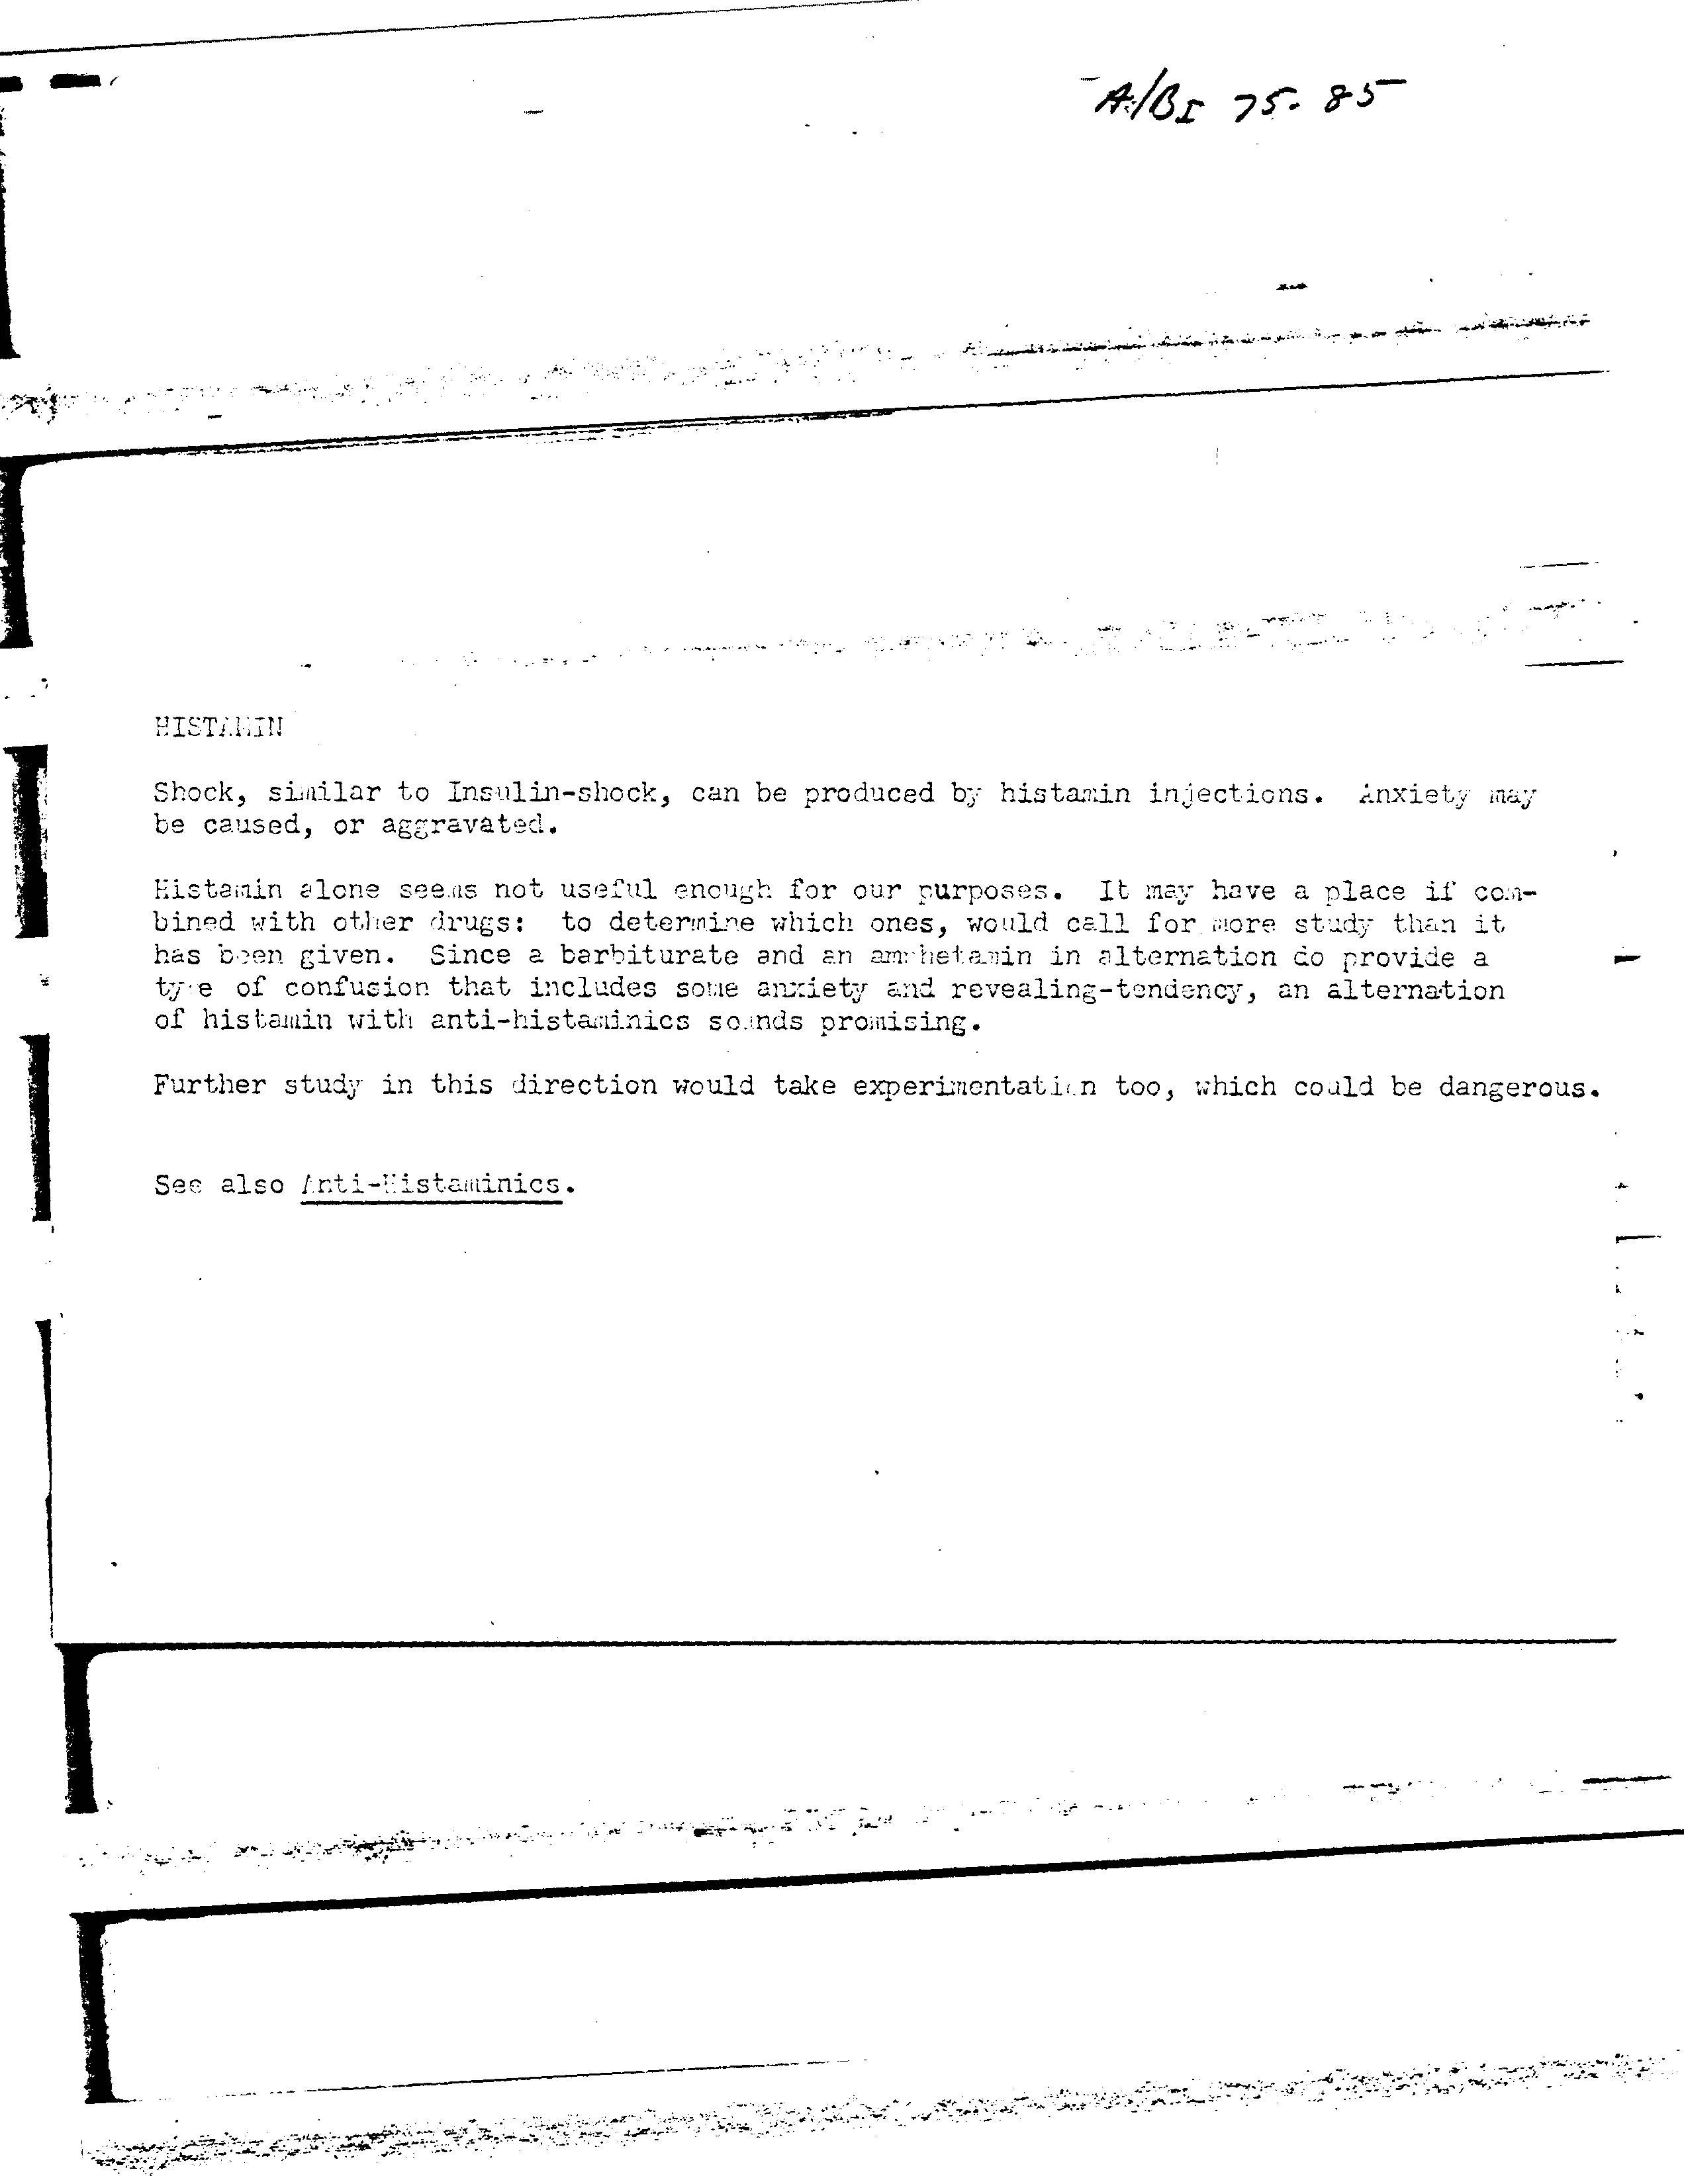 A/BI 75-85
HISTAMIN
Shock, similar to Insulin-shock, can be produced by histamin injections. Anxiety may
be caused, or aggravated.
Histamin alone seems not useful enough for our purposes. It may have a place if com-
bined with other drugs: to determine which ones, would call for more study than it
has been given. Since a barbiturate and an amphetamin in alternation do provide a
type of confusion that includes some anxiety and revealing-tendency, an alternation
of histamin with anti-histaminics sounds promising.
Further study in this direction would take experimentation too, which could be dangerous.
See also Anti-Histaminics.